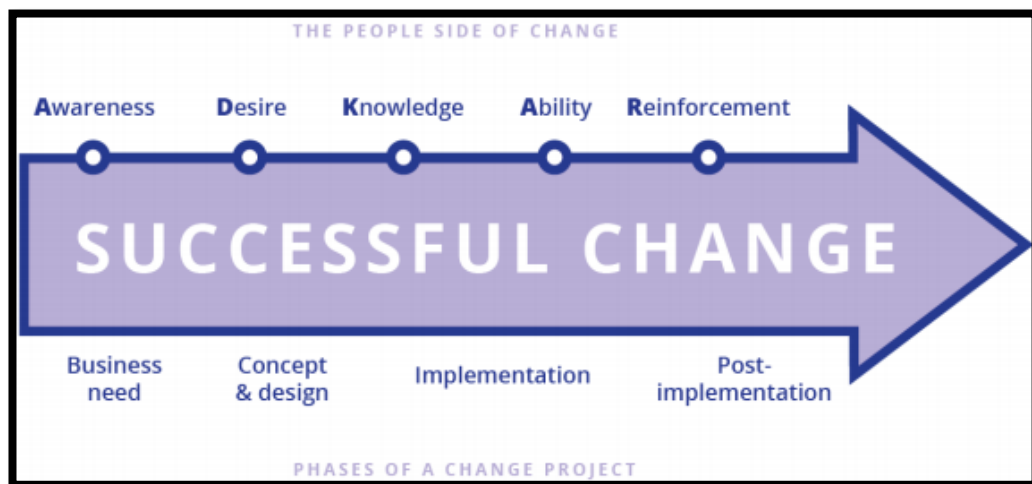 THE PEOPLE SIDE OF CHANGE
Awareness Desire Knowledge Ability Reinforcement
SUCCESSFUL CHANGE
Business need
Concept & design
Implementation
Post-implementation
PHASES OF A CHANGE PROJECT